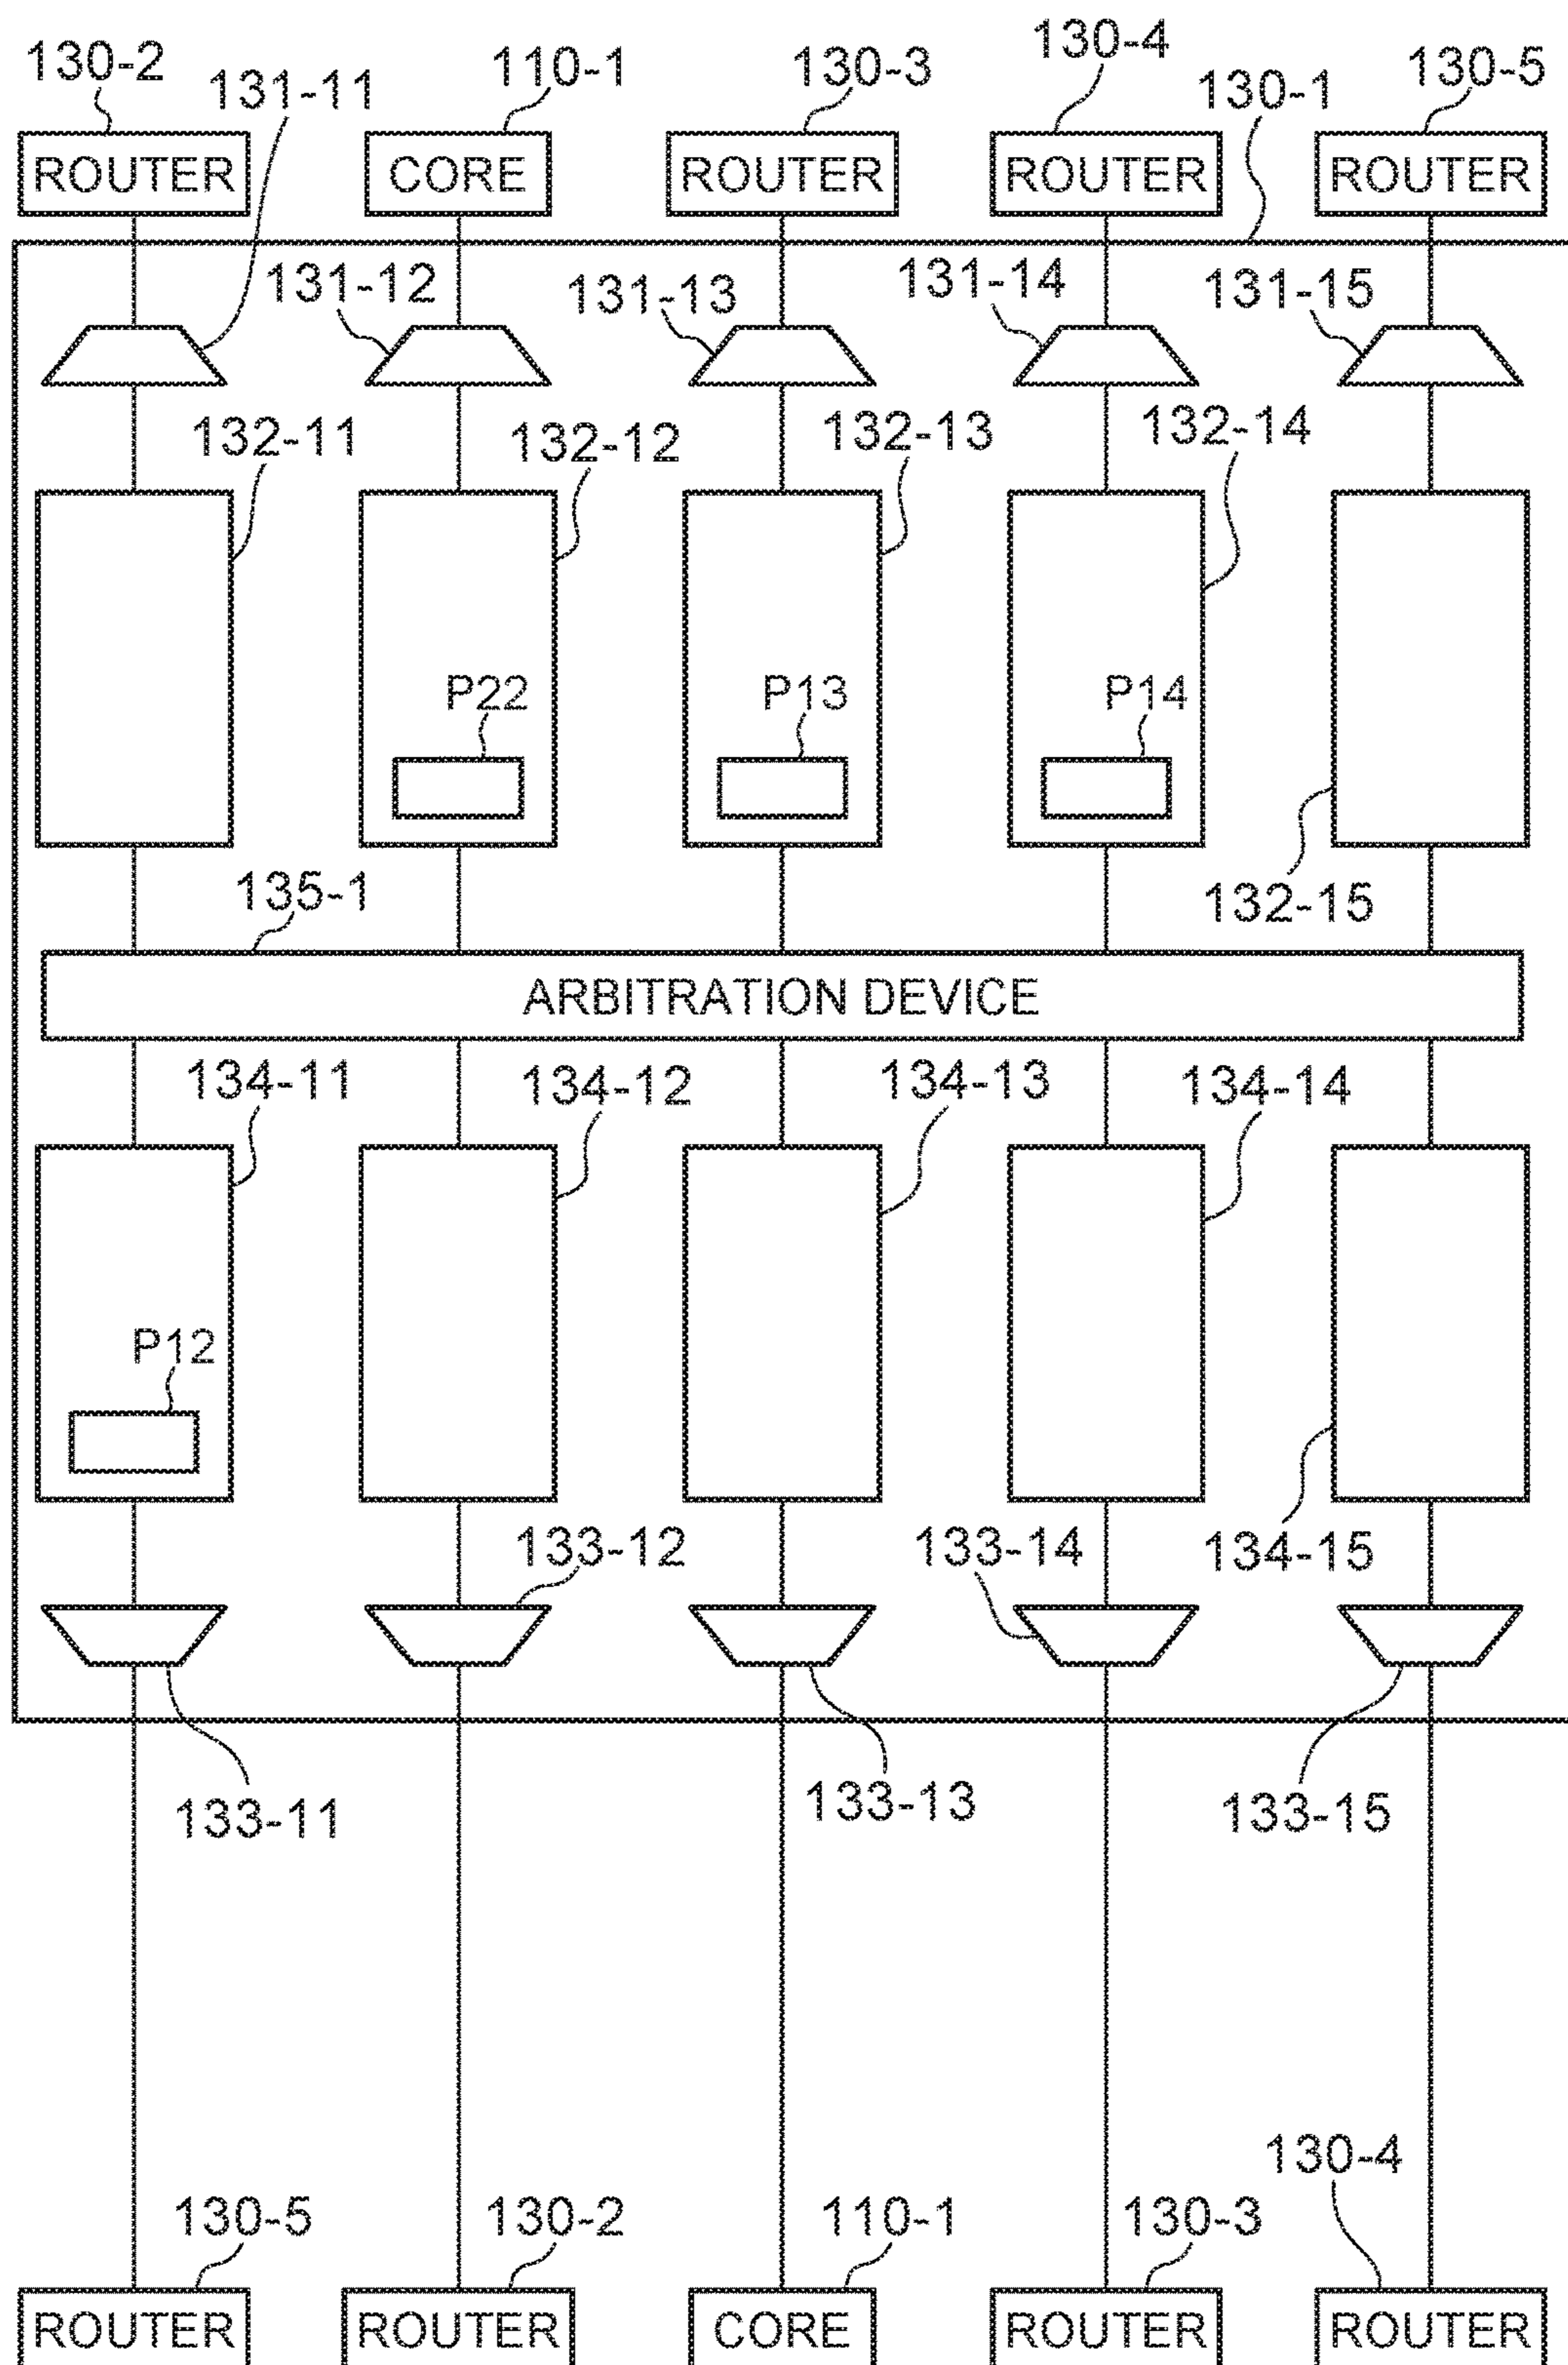 130-2
131-11
110-1
130-3
130-4
130-1
130-5
ROUTER
CORE
ROUTER
ROUTER
ROUTER
131-12
131-13
131-14
131-15
132-11
132-12
132-13
132-14
P22
P13
P14
135-1
132-15
ARBITRATION DEVICE
134-11
134-12
134-13
134-14
P12
133-12
133-14
134-15
133-11
133-13
133-15
130-5
130-2
110-1
130-3
130-4
ROUTER
ROUTER
CORE
ROUTER
ROUTER